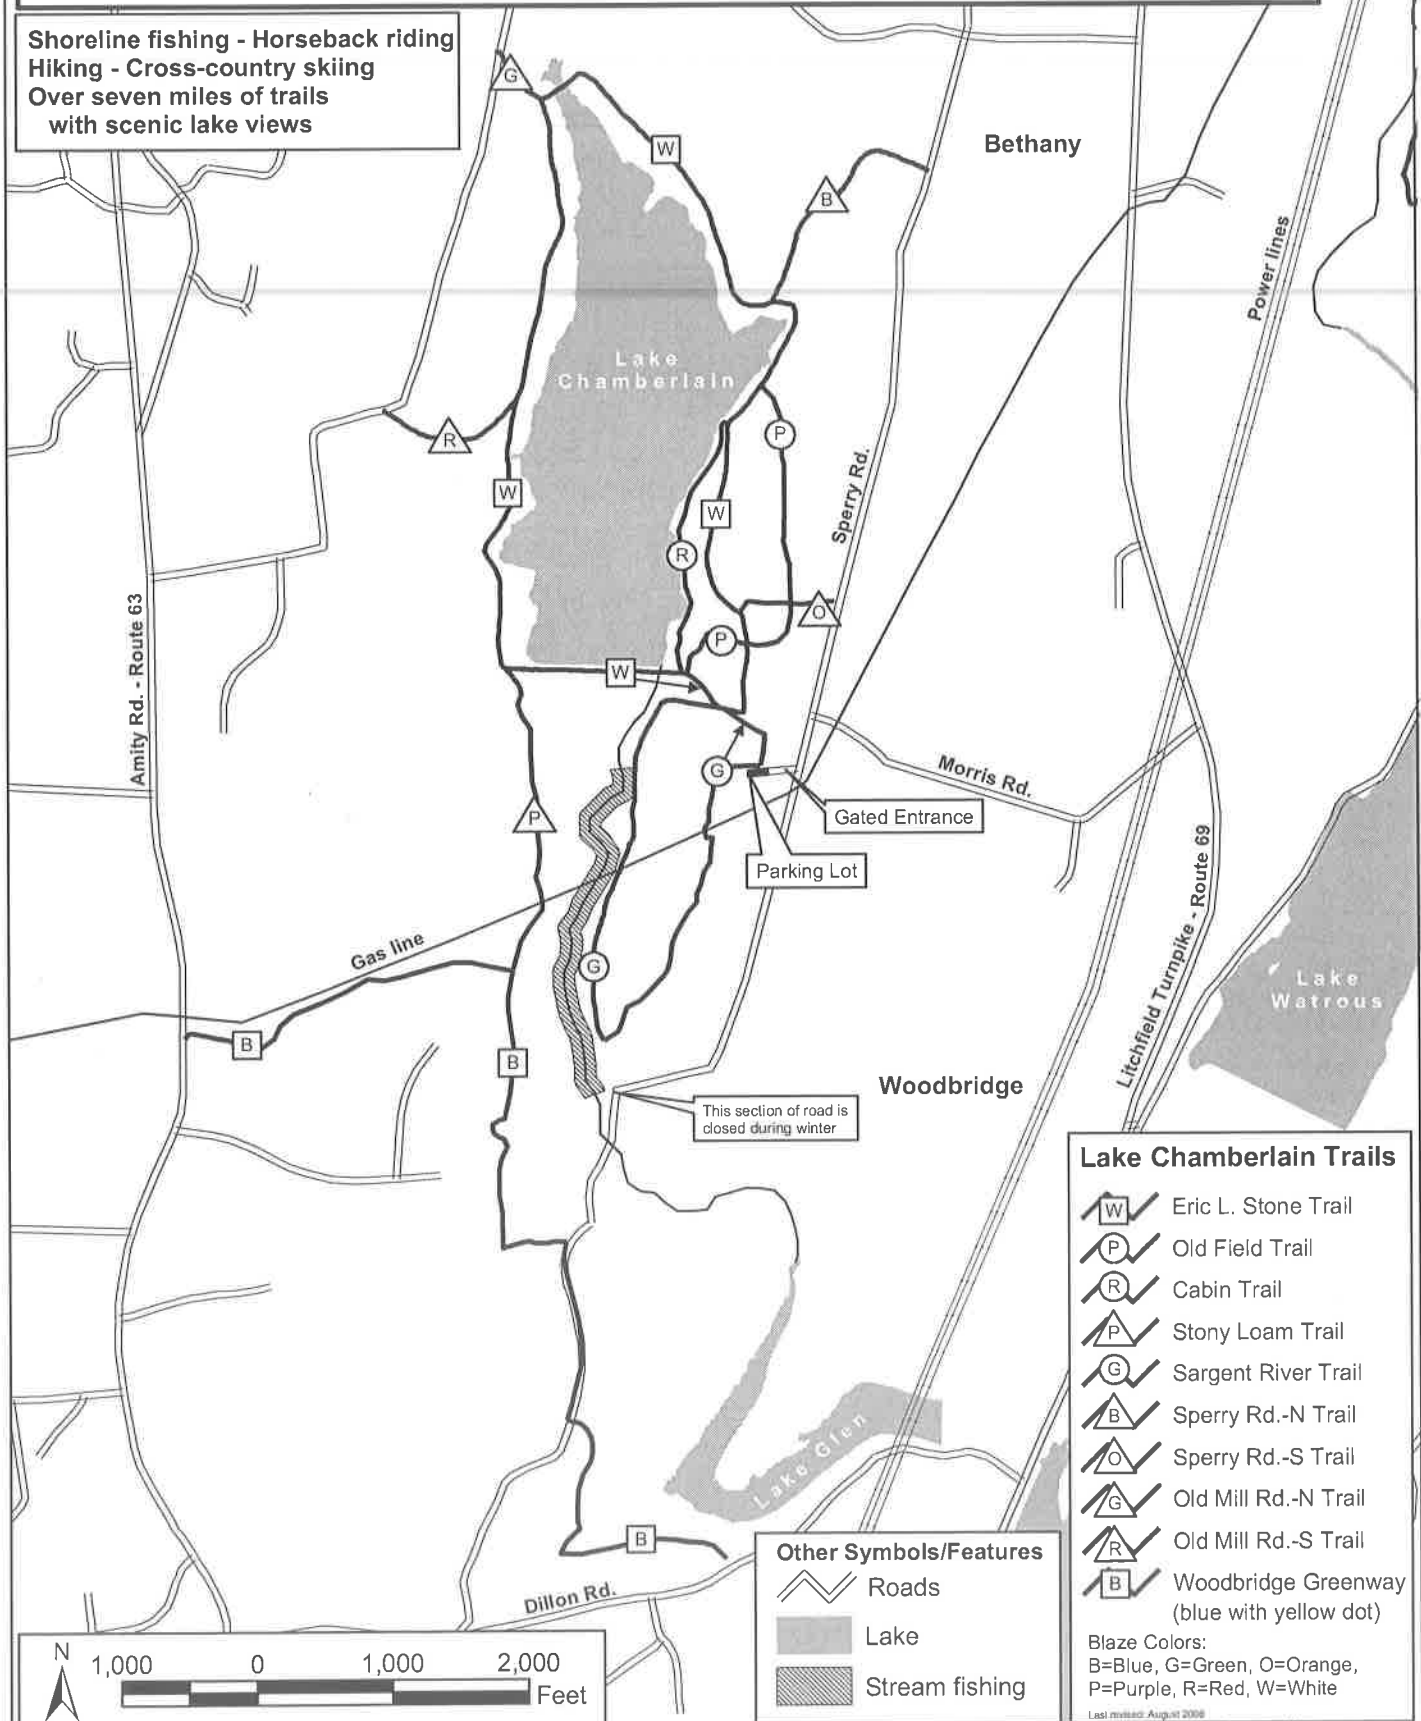 Shoreline fishing - Horseback riding
Hiking - Cross-country skiing
Over seven miles of trails
with scenic lake views
G
W
Bethany
B
Power lines
Lake
Chamberlain
P
R
W
W
Sperry Rd.
R
O
P
W
Amity Rd. - Route 63
G
Morris Rd.
Gated Entrance
P
Parking Lot
Litchfield Turnpike - Route 69
Gas line
G
Lake
Watrous
B
B
Woodbridge
This section of road is
closed during winter
Lake Glen
B
Dillon Rd.
Lake Chamberlain Trails
W Eric L. Stone Trail
P Old Field Trail
R Cabin Trail
P Stony Loam Trail
G Sargent River Trail
B Sperry Rd.-N Trail
O Sperry Rd.-S Trail
G Old Mill Rd.-N Trail
R Old Mill Rd.-S Trail
B Woodbridge Greenway
(blue with yellow dot)
Blaze Colors:
B=Blue, G=Green, O=Orange,
P=Purple, R=Red, W=White
Last revised: August 2008
Other Symbols/Features
Roads
Lake
Stream fishing
N
1,000 0 1,000 2,000
Feet